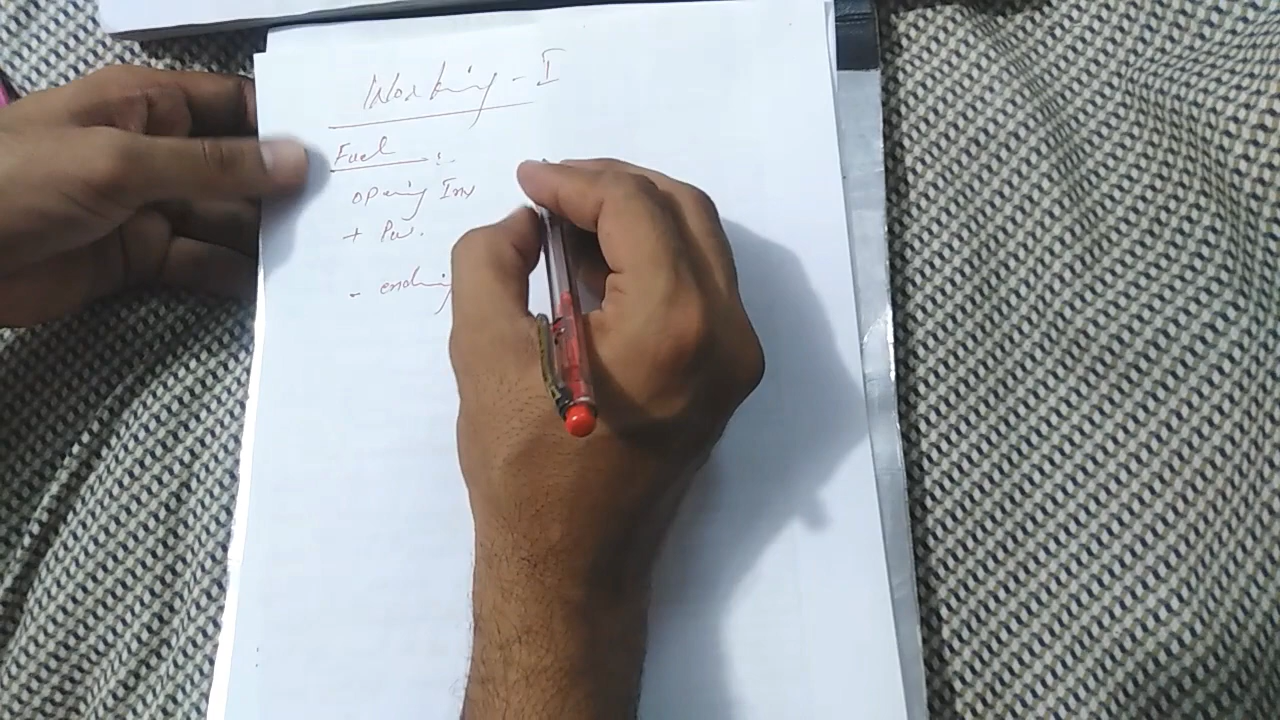 Working - I
Fuel :-
opening Inv
+ Pur.
- ending